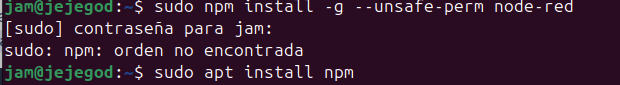 jam@jejegod:~$ sudo npm install -g --unsafe-perm node-red
[sudo] contraseña para jam:
sudo: npm: orden no encontrada
jam@jejegod:~$ sudo apt install npm